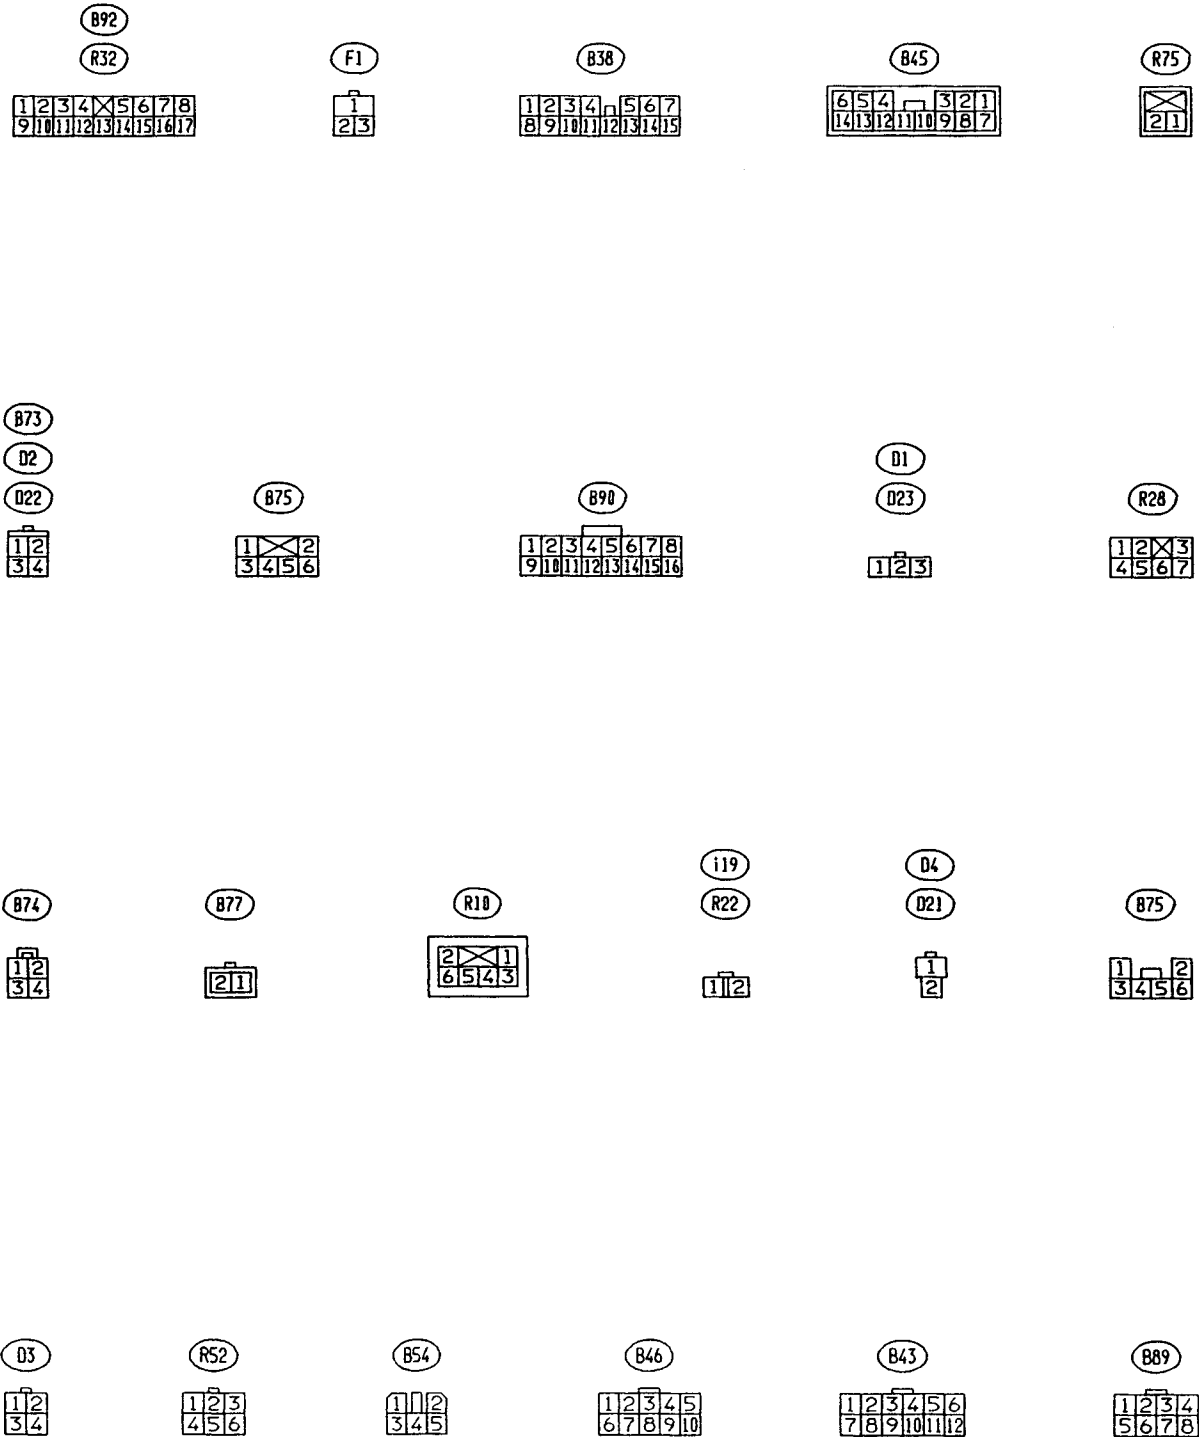 B92
R32 F1 B38 B45 R75
1 2 3 4 5 6 7 8
9 10 11 12 13 14 15 16 17
1
2 3
1 2 3 4 5 6 7
8 9 10 11 12 13 14 15
6 5 4 3 2 1
14 13 12 11 10 9 8 7
2 1
B73
D2 D1
D22 B75 B90 D23 R28
1 2
3 4
1 2
3 4 5 6
1 2 3 4 5 6 7 8
9 10 11 12 13 14 15 16
1 2 3
1 2 3
4 5 6 7
i19 D4
B74 B77 R10 R22 D21 B75
1 2
3 4
2 1
2 1
6 5 4 3
1 2
1
2
1 2
3 4 5 6
D3 R52 B54 B46 B43 B89
1 2
3 4
1 2 3
4 5 6
1 2
3 4 5
1 2 3 4 5
6 7 8 9 10
1 2 3 4 5 6
7 8 9 10 11 12
1 2 3 4
5 6 7 8